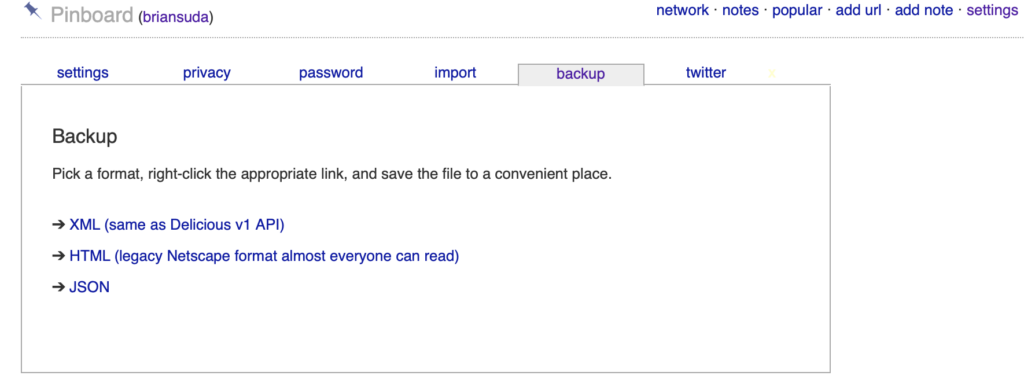 Pinboard (briansuda)
network · notes · popular · add url · add note · settings
settings privacy password import backup twitter
Backup
Pick a format, right-click the appropriate link, and save the file to a convenient place.
➔ XML (same as Delicious v1 API)
➔ HTML (legacy Netscape format almost everyone can read)
➔ JSON